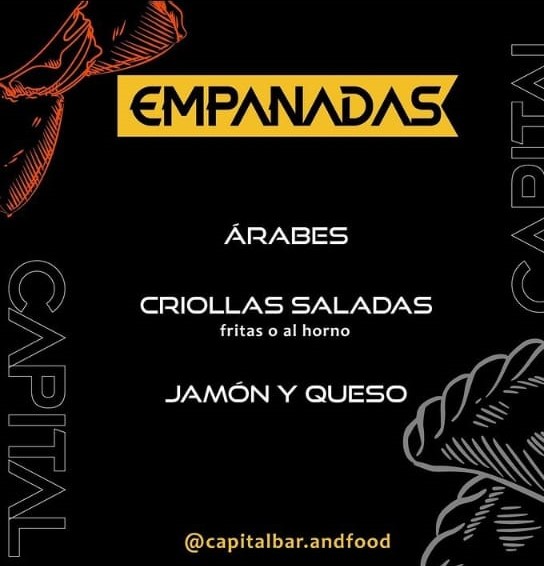 EMPANADAS
ÁRABES
CRIOLLAS SALADAS
fritas o al horno
JAMÓN Y QUESO
@capitalbar.andfood
CAPITAL
CAPITAL